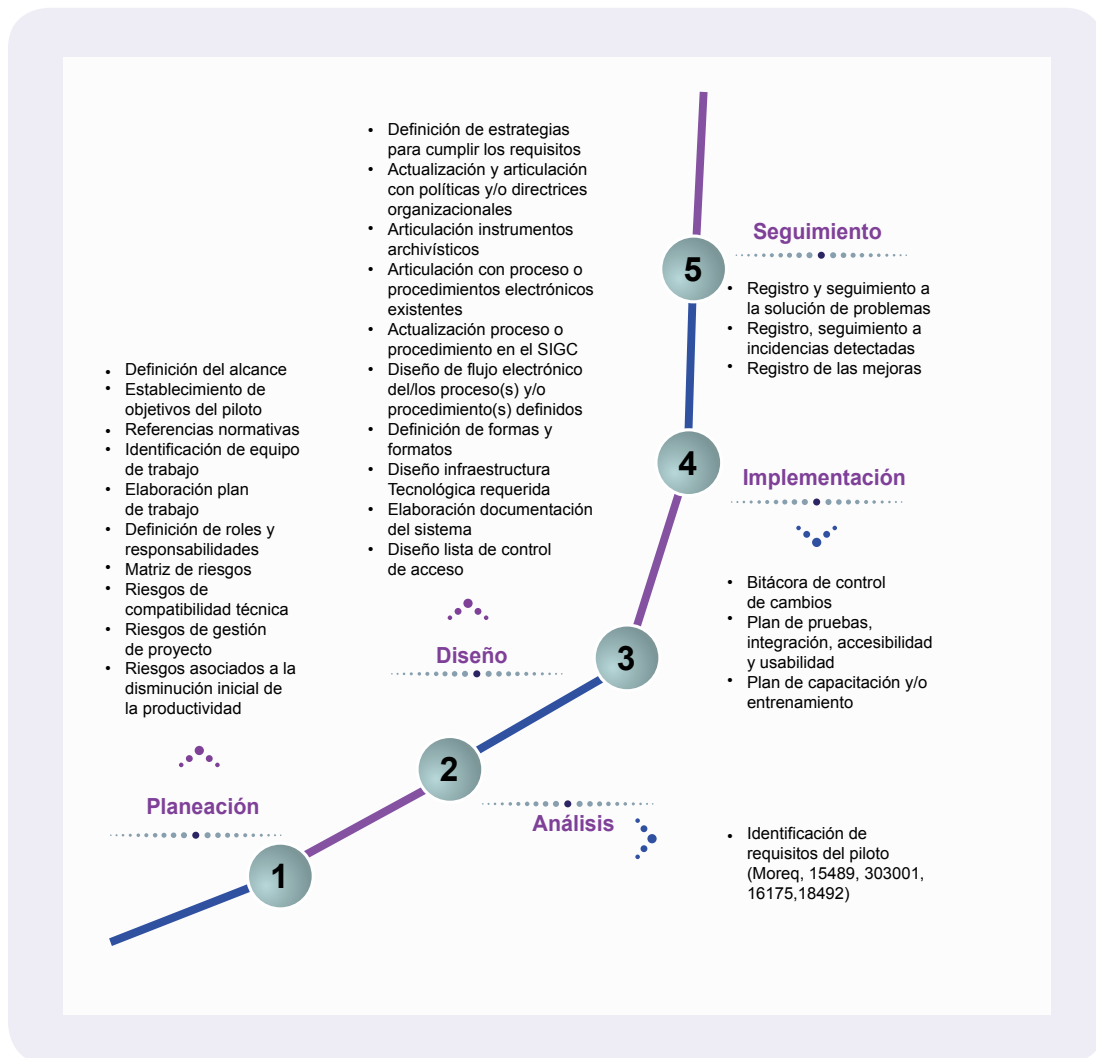 1
Planeación
• Definición del alcance
• Establecimiento de
objetivos del piloto
• Referencias normativas
• Identificación de equipo
de trabajo
• Elaboración plan
de trabajo
• Definición de roles y
responsabilidades
• Matriz de riesgos
• Riesgos de
compatibilidad técnica
• Riesgos de gestión
de proyecto
• Riesgos asociados a la
disminución inicial de
la productividad
2
Análisis
• Identificación de
requisitos del piloto
(Moreq, 15489, 303001,
16175,18492)
3
Diseño
• Definición de estrategias
para cumplir los requisitos
• Actualización y articulación
con políticas y/o directrices
organizacionales
• Articulación instrumentos
archivísticos
• Articulación con proceso o
procedimientos electrónicos
existentes
• Actualización proceso o
procedimiento en el SIGC
• Diseño de flujo electrónico
del/los proceso(s) y/o
procedimiento(s) definidos
• Definición de formas y
formatos
• Diseño infraestructura
Tecnológica requerida
• Elaboración documentación
del sistema
• Diseño lista de control
de acceso
4
Implementación
• Bitácora de control
de cambios
• Plan de pruebas,
integración, accesibilidad
y usabilidad
• Plan de capacitación y/o
entrenamiento
5
Seguimiento
• Registro y seguimiento a
la solución de problemas
• Registro, seguimiento a
incidencias detectadas
• Registro de las mejoras